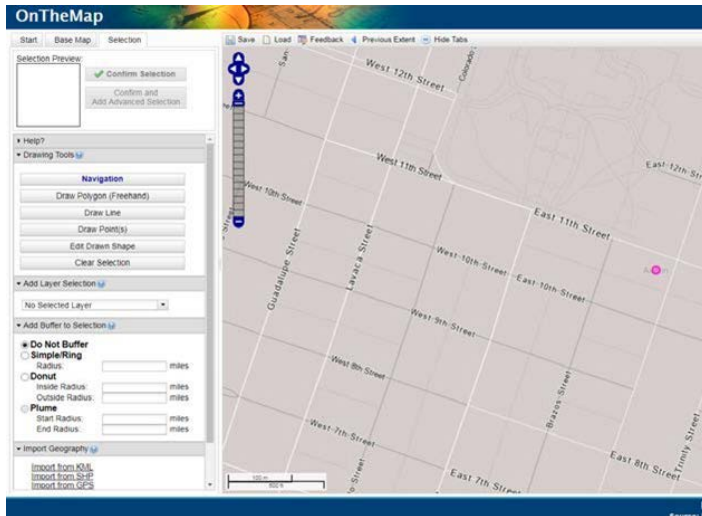 OnTheMap
Start Base Map Selection
Save Load Feedback Previous Extent Hide Tabs
Selection Preview:
Confirm Selection
Confirm and
Add Advanced Selection
Help?
Drawing Tools
Navigation
Draw Polygon (Freehand)
Draw Line
Draw Point(s)
Edit Drawn Shape
Clear Selection
Add Layer Selection
No Selected Layer
Add Buffer to Selection
Do Not Buffer
Simple/Ring
Radius: miles
Donut
Inside Radius: miles
Outside Radius: miles
Plume
Start Radius: miles
End Radius: miles
Import Geography
Import from KML
Import from SHP
Import from GPS
San
West 12th Street
Colorado
West 11th Street
East 12th Str
West 10th Street
East 11th Street
Guadalupe Street
Lavaca Street
West 10th Street
East 10th Street
West 9th Street
West 8th Street
Brazos Street
West 7th Street
East 8th Street
Trinity Street
East 7th Street
100 m